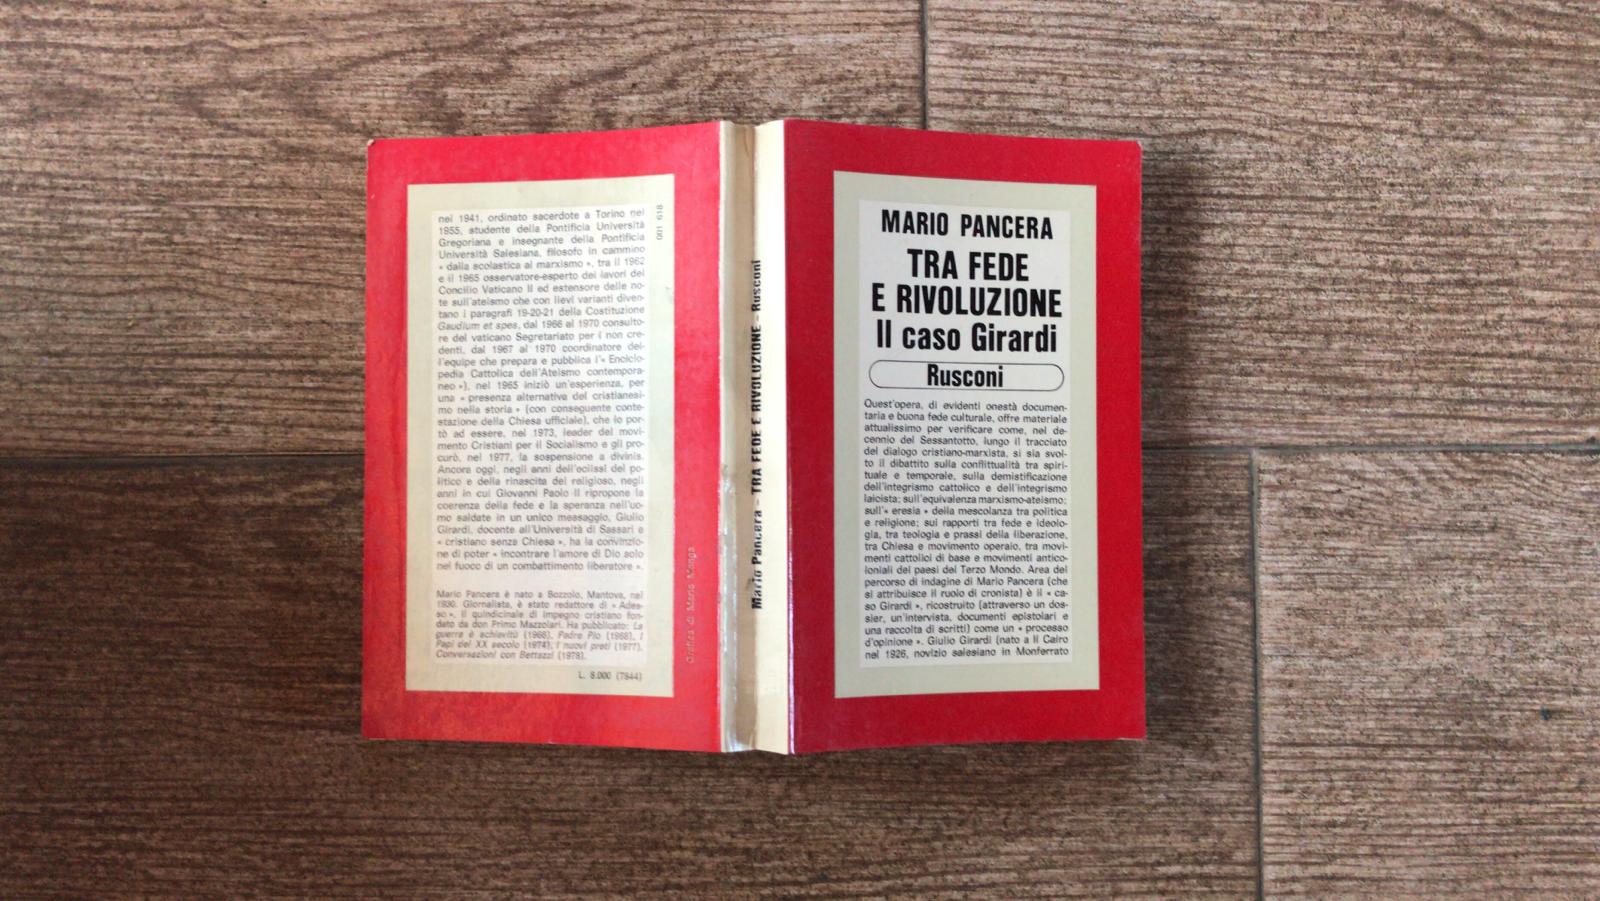 MARIO PANCERA
TRA FEDE
E RIVOLUZIONE
Il caso Girardi
Rusconi
Quest'opera, di evidenti onestà documen-
taria e buona fede culturale, offre materiale
attualissimo per verificare come, nel de-
cennio del Sessantotto, lungo il tracciato
del dialogo cristiano-marxista, si sia svol-
to il dibattito sulla conflittualità tra spiri-
tuale e temporale, sulla demistificazione
dell'integrismo cattolico e dell'integrismo
laicista; sull'equivalenza marxismo-ateismo;
sull'« eresia » della mescolanza tra politica
e religione; sui rapporti tra fede e ideolo-
gia, tra teologia e prassi della liberazione,
tra Chiesa e movimento operaio, tra movi-
menti cattolici di base e movimenti antico-
loniali dei paesi del Terzo Mondo. Area del
percorso di indagine di Mario Pancera (che
si attribuisce il ruolo di cronista) è il « ca-
so Girardi », ricostruito (attraverso un dos-
sier, un'intervista, documenti epistolari e
una raccolta di scritti) come un « processo
d'opinione ». Giulio Girardi (nato a Il Cairo
nel 1926, novizio salesiano in Monferrato
Mario Pancera - TRA FEDE E RIVOLUZIONE - Rusconi
nel 1941, ordinato sacerdote a Torino nel
1955, studente della Pontificia Università
Gregoriana e insegnante della Pontificia
Università Salesiana, filosofo in cammino
« dalla scolastica al marxismo », tra il 1962
e il 1965 osservatore-esperto dei lavori del
Concilio Vaticano II ed estensore delle no-
te sull'ateismo che con lievi varianti diven-
tano i paragrafi 19-20-21 della Costituzione
Gaudium et spes, dal 1966 al 1970 consulto-
re del vaticano Segretariato per i non cre-
denti, dal 1967 al 1970 coordinatore del-
l'equipe che prepara e pubblica l'« Enciclo-
pedia Cattolica dell'Ateismo contempora-
neo »), nel 1965 iniziò un'esperienza, per
una « presenza alternativa del cristianesi-
mo nella storia » (con conseguente conte-
stazione della Chiesa ufficiale), che lo por-
tò ad essere, nel 1973, leader del movi-
mento Cristiani per il Socialismo e gli pro-
curò, nel 1977, la sospensione a divinis.
Ancora oggi, negli anni dell'eclissi del po-
litico e della rinascita del religioso, negli
anni in cui Giovanni Paolo II ripropone la
coerenza della fede e la speranza nell'uo-
mo saldate in un unico messaggio, Giulio
Girardi, docente all'Università di Sassari e
« cristiano senza Chiesa », ha la convinzio-
ne di poter « incontrare l'amore di Dio solo
nel fuoco di un combattimento liberatore ».
Mario Pancera è nato a Bozzolo, Mantova, nel
1930. Giornalista, è stato redattore di « Ades-
so », il quindicinale di impegno cristiano fon-
dato da don Primo Mazzolari. Ha pubblicato: La
guerra è schiavitù (1966), Padre Pio (1968), I
Papi del XX secolo (1974), I nuovi preti (1977),
Conversazioni con Bettazzi (1978).
L. 8.000 (7844)
001 618
Grafica di Mario Monge